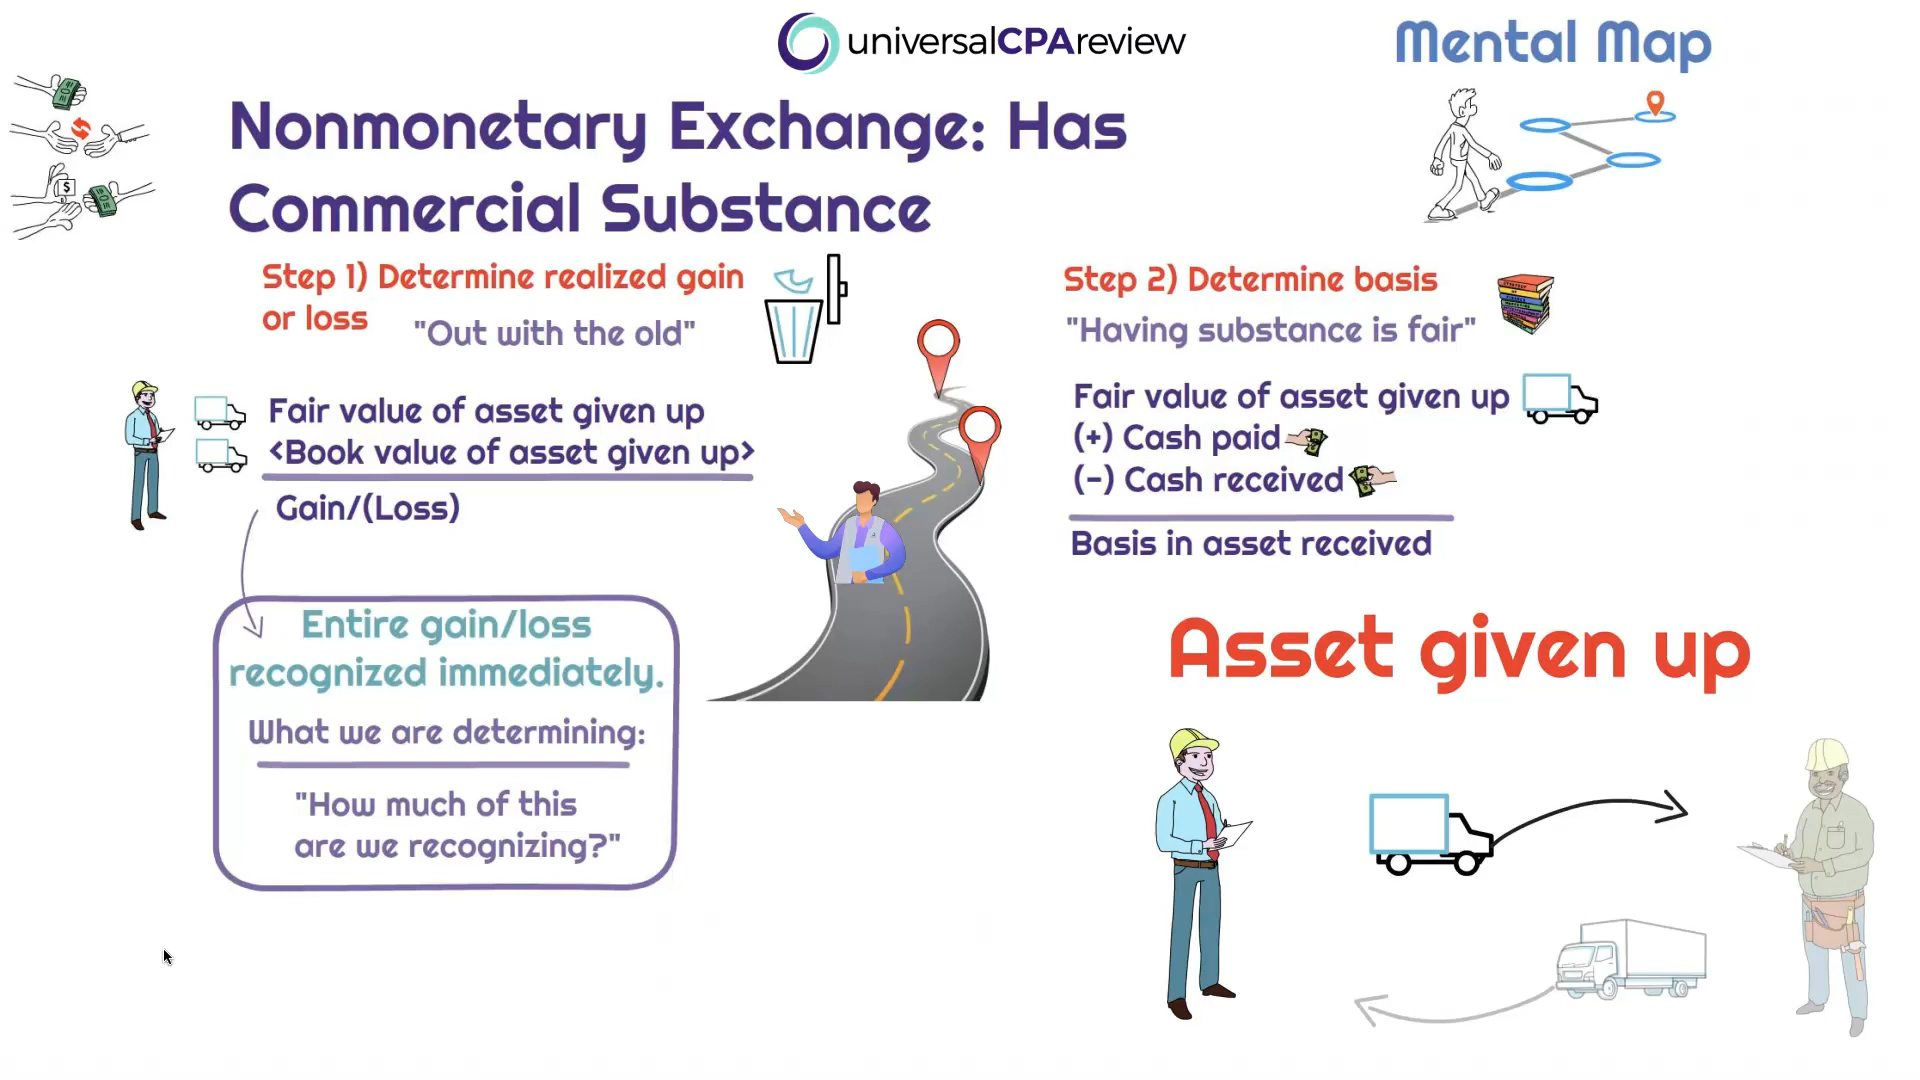 universalCPAreview
Mental Map
Nonmonetary Exchange: Has
Commercial Substance
Step 1) Determine realized gain
or loss
"Out with the old"
Fair value of asset given up
<Book value of asset given up>
Gain/(Loss)
Entire gain/loss
recognized immediately.
What we are determining:
"How much of this
are we recognizing?"
Step 2) Determine basis
"Having substance is fair"
Fair value of asset given up
(+) Cash paid
(-) Cash received
Basis in asset received
Asset given up
$